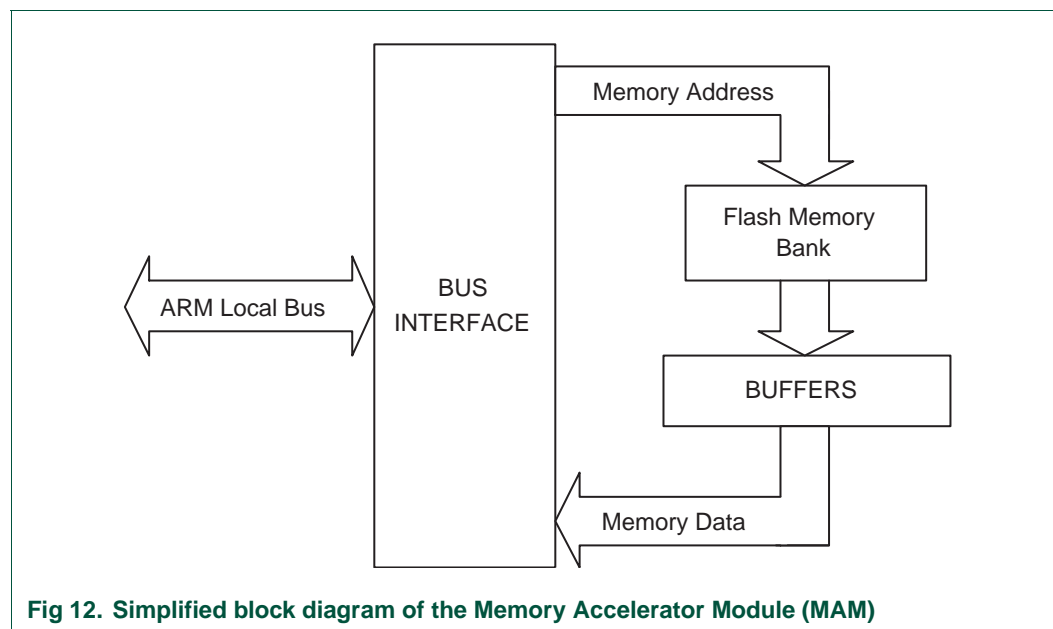 Memory Address
Flash Memory
Bank
ARM Local Bus
BUS
INTERFACE
BUFFERS
Memory Data
Fig 12. Simplified block diagram of the Memory Accelerator Module (MAM)